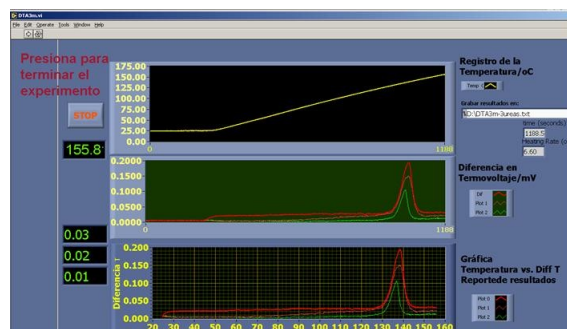 DTA3m.vi
File Edit Operate Tools Window Help
Presiona para
terminar el
experimento
STOP
155.8
0.03
0.02
0.01
175.00
150.00
125.00
100.00
75.00
50.00
25.00
0.00
0
1188
0.2000
0.1500
0.1000
0.0500
0.0000
0
1188
Diferencia T
0.200
0.150
0.100
0.050
0.000
20 30 40 50 60 70 80 90 100 110 120 130 140 150 160
Registro de la
Temperatura/oC
Temp
Grabar resultados en:
D:\DTA3m-3ureas.txt
time (seconds)
1188.5
Heating Rate (o
6.60
Diferencia en
Termovoltaje/mV
Dif
Plot 1
Plot 2
Gráfica
Temperatura vs. Diff T
Reportede resultados
Plot 0
Plot 1
Plot 2